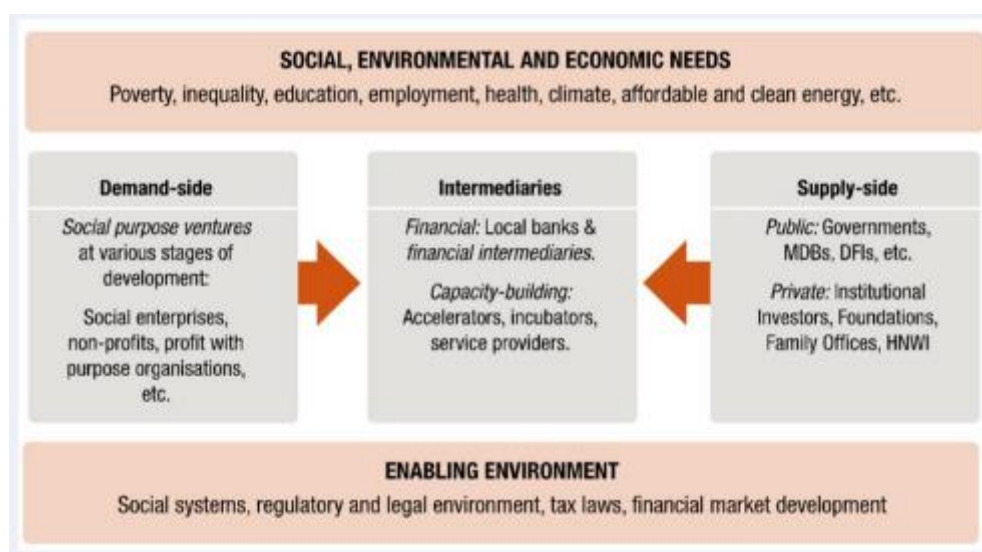 SOCIAL, ENVIRONMENTAL AND ECONOMIC NEEDS
Poverty, inequality, education, employment, health, climate, affordable and clean energy, etc.
Demand-side
Social purpose ventures
at various stages of
development:
Social enterprises,
non-profits, profit with
purpose organisations,
etc.
Intermediaries
Financial: Local banks &
financial intermediaries.
Capacity-building:
Accelerators, incubators,
service providers.
Supply-side
Public: Governments,
MDBs, DFIs, etc.
Private: Institutional
Investors, Foundations,
Family Offices, HNWI
ENABLING ENVIRONMENT
Social systems, regulatory and legal environment, tax laws, financial market development